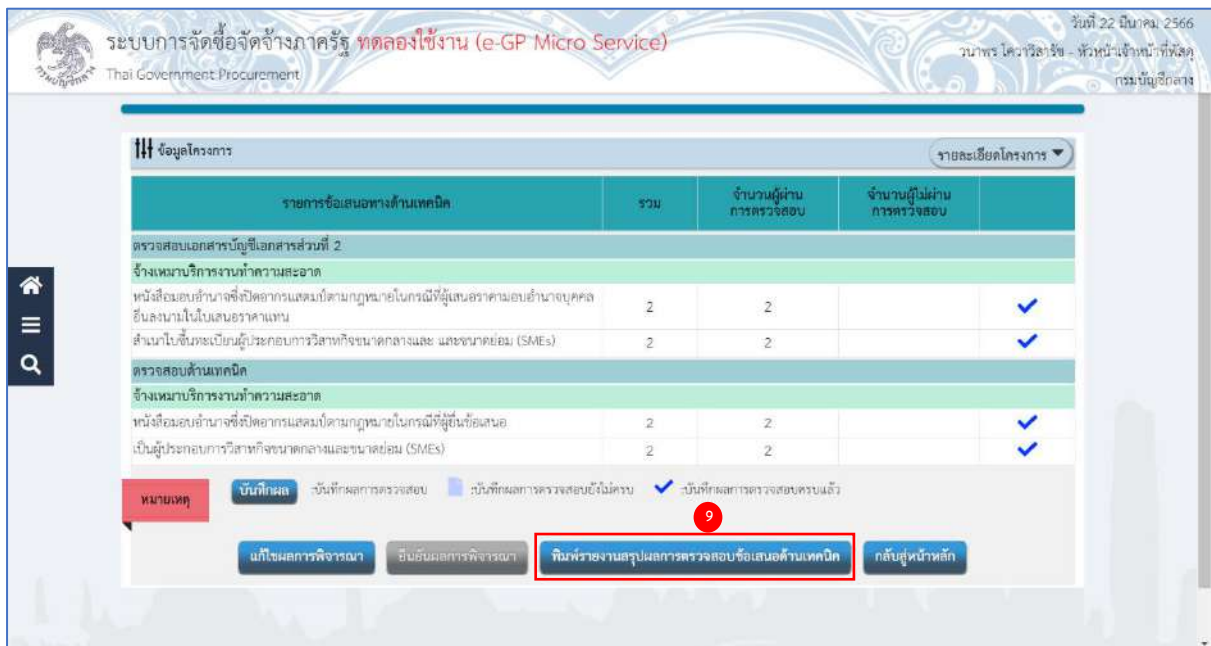 วันที่ 22 มีนาคม 2566
ระบบการจัดซื้อจัดจ้างภาครัฐ ทดลองใช้งาน (e-GP Micro Service)
วนาพร โควาวิสารัช - หัวหน้าเจ้าหน้าที่พัสดุ
Thai Government Procurement
กรมบัญชีกลาง
ข้อมูลโครงการ
รายละเอียดโครงการ
รายการข้อเสนอทางด้านเทคนิค รวม จำนวนผู้ผ่าน จำนวนผู้ไม่ผ่าน
การตรวจสอบ การตรวจสอบ
ตรวจสอบเอกสารบัญชีเอกสารส่วนที่ 2
จ้างเหมาบริการงานทำความสะอาด
หนังสือมอบอำนาจซึ่งปิดอากรแสตมป์ตามกฎหมายในกรณีที่ผู้เสนอราคามอบอำนาจบุคคล 2 2
อื่นลงนามในใบเสนอราคาแทน
สำเนาใบขึ้นทะเบียนผู้ประกอบการวิสาหกิจขนาดกลางและ และขนาดย่อม (SMEs) 2 2
ตรวจสอบด้านเทคนิค
จ้างเหมาบริการงานทำความสะอาด
หนังสือมอบอำนาจซึ่งปิดอากรแสตมป์ตามกฎหมายในกรณีที่ผู้ยื่นข้อเสนอ 2 2
เป็นผู้ประกอบการวิสาหกิจขนาดกลางและขนาดย่อม (SMEs) 2 2
หมายเหตุ บันทึกผล :บันทึกผลการตรวจสอบ :บันทึกผลการตรวจสอบยังไม่ครบ :บันทึกผลการตรวจสอบครบแล้ว
9
แก้ไขผลการพิจารณา ยืนยันผลการพิจารณา พิมพ์รายงานสรุปผลการตรวจสอบข้อเสนอด้านเทคนิค กลับสู่หน้าหลัก